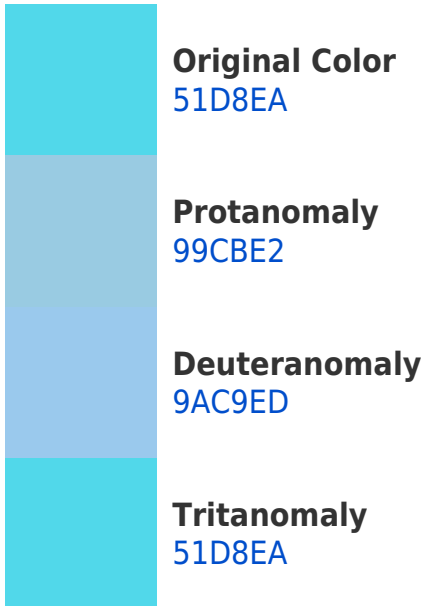 Original Color
51D8EA
Protanomaly
99CBE2
Deuteranomaly
9AC9ED
Tritanomaly
51D8EA